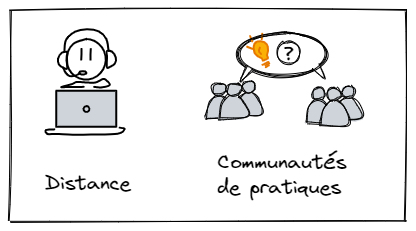 ?
Distance
Communautés
de pratiques